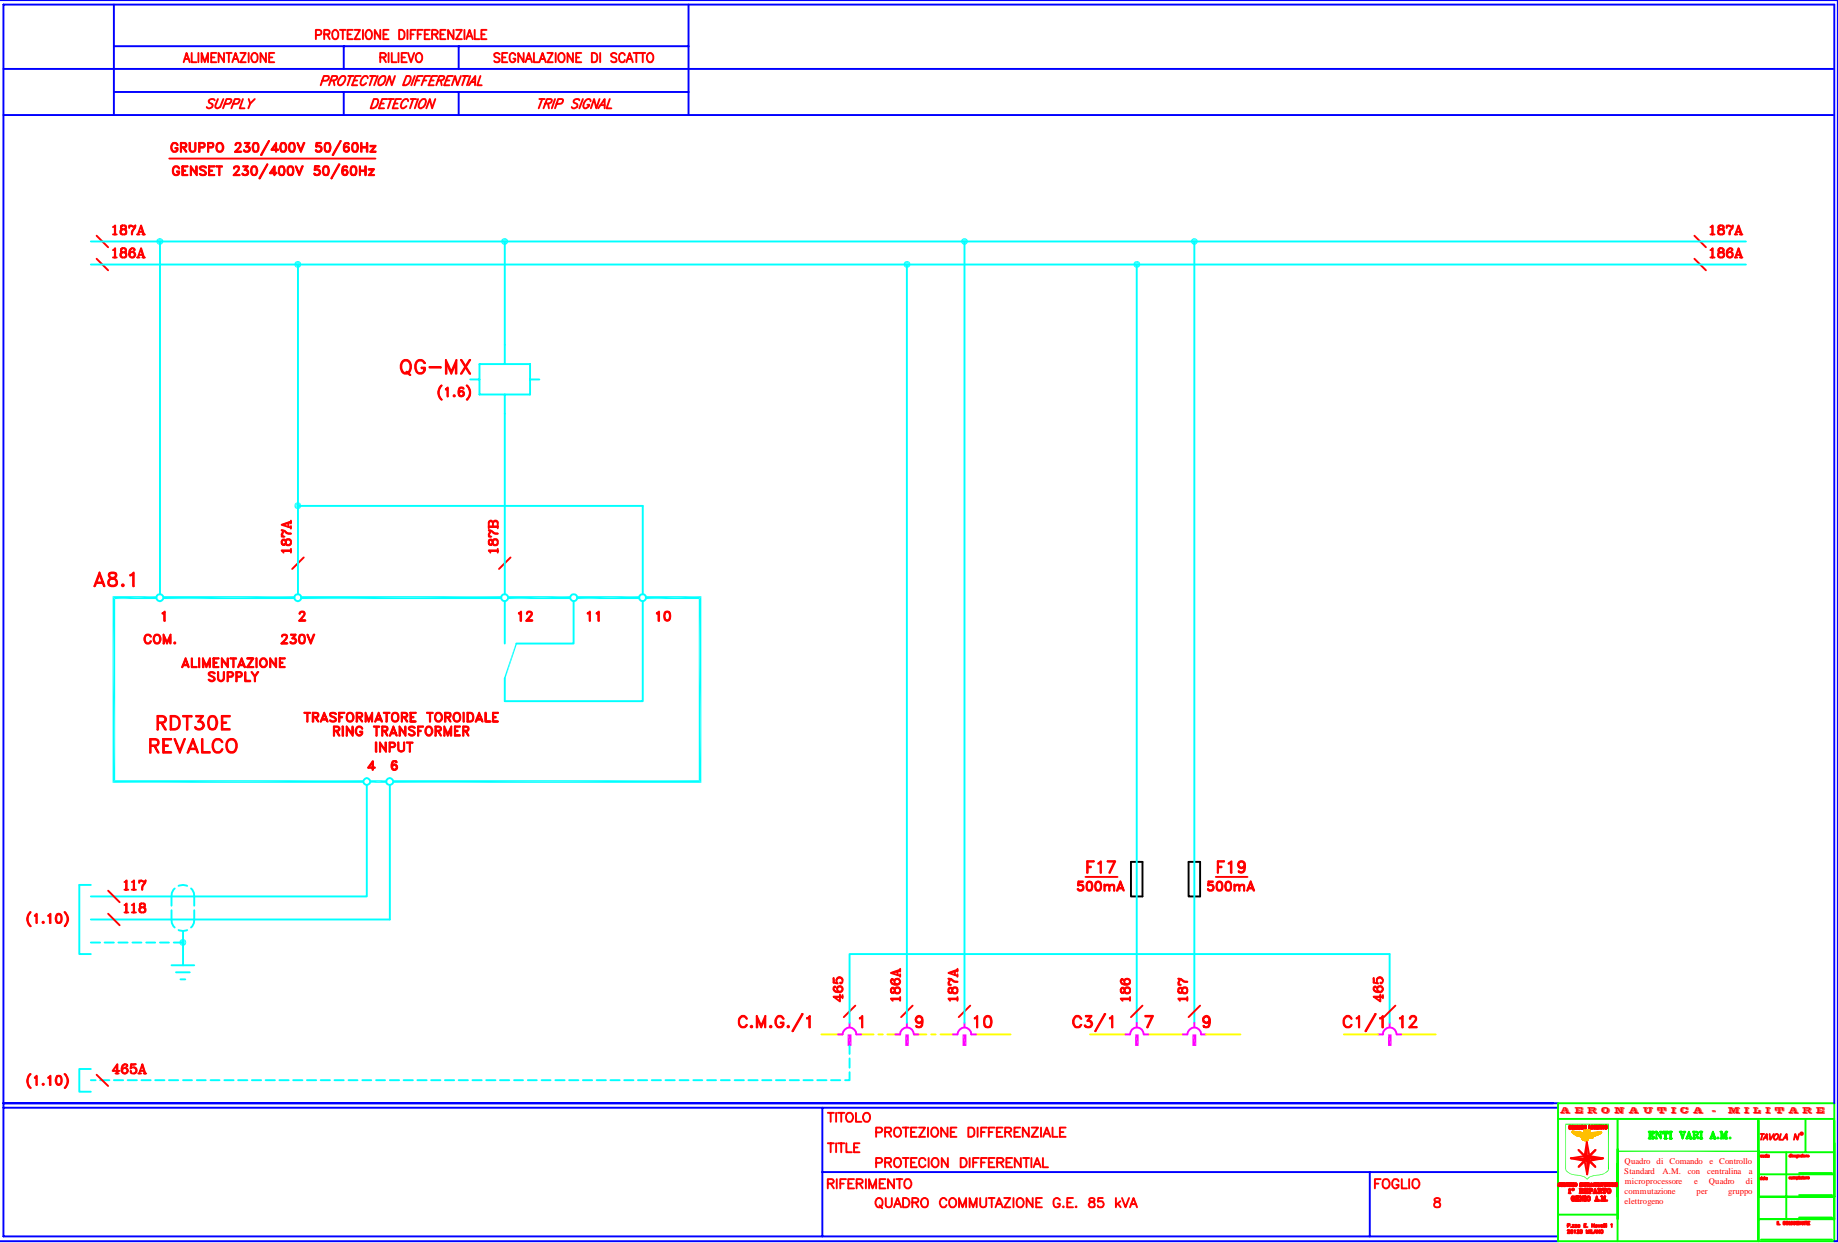 PROTEZIONE DIFFERENZIALE
ALIMENTAZIONE RILIEVO SEGNALAZIONE DI SCATTO
PROTECTION DIFFERENTIAL
SUPPLY DETECTION TRIP SIGNAL
GRUPPO 230/400V 50/60Hz
GENSET 230/400V 50/60Hz
187A 187A
186A 186A
QG-MX
(1.6)
187A 187B
A8.1
1 2 12 11 10
COM. 230V
ALIMENTAZIONE
SUPPLY
RDT30E
REVALCO
TRASFORMATORE TOROIDALE
RING TRANSFORMER
INPUT
4 6
F17 F19
500mA 500mA
117
118
(1.10)
465 186A 187A 186 187 465
C.M.G./1 1 9 10 C3/1 7 9 C1/1 12
465A
(1.10)
TITOLO
PROTEZIONE DIFFERENZIALE
TITLE
PROTECION DIFFERENTIAL
RIFERIMENTO
QUADRO COMMUTAZIONE G.E. 85 kVA
FOGLIO
8
AERONAUTICA - MILITARE
ENTI VARI A.M.
TAVOLA N°
Quadro di Comando e Controllo
Standard A.M. con centralina a
microprocessore e Quadro di
commutazione per gruppo
elettrogeno
1° REPARTO
GENIO A.M.
20129 MILANO